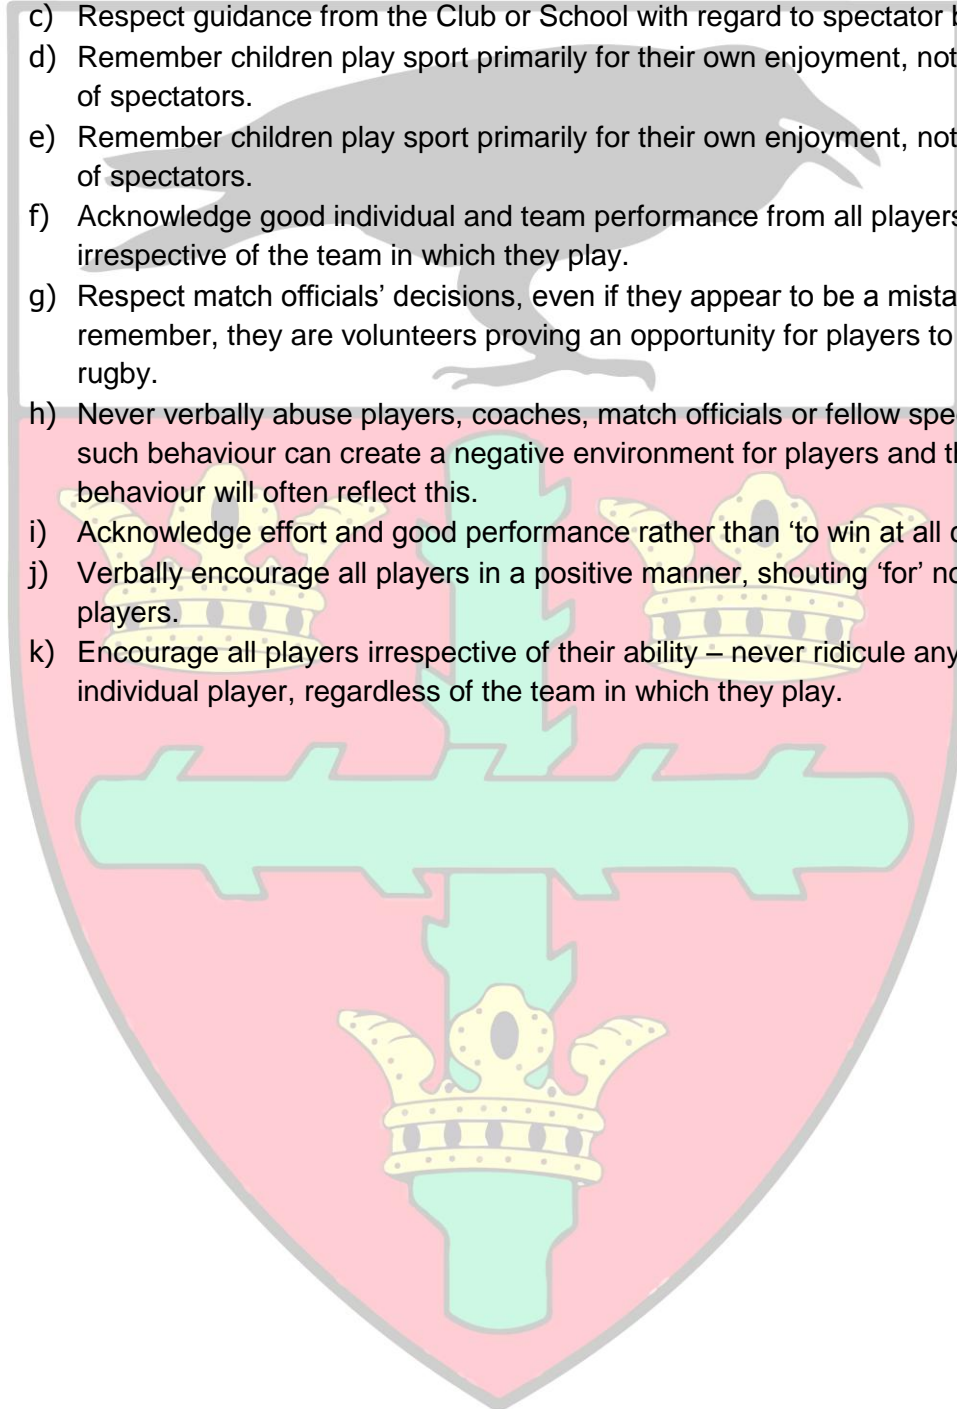 c) Respect guidance from the Club or School with regard to spectator
d) Remember children play sport primarily for their own enjoyment, not
of spectators.
e) Remember children play sport primarily for their own enjoyment, not
of spectators.
f) Acknowledge good individual and team performance from all players
irrespective of the team in which they play.
g) Respect match officials’ decisions, even if they appear to be a
remember, they are volunteers proving an opportunity for players to
rugby.
h) Never verbally abuse players, coaches, match officials or fellow
such behaviour can create a negative environment for players and
behaviour will often reflect this.
i) Acknowledge effort and good performance rather than ‘to win at all
j) Verbally encourage all players in a positive manner, shouting ‘for’
players.
k) Encourage all players irrespective of their ability – never ridicule any
individual player, regardless of the team in which they play.